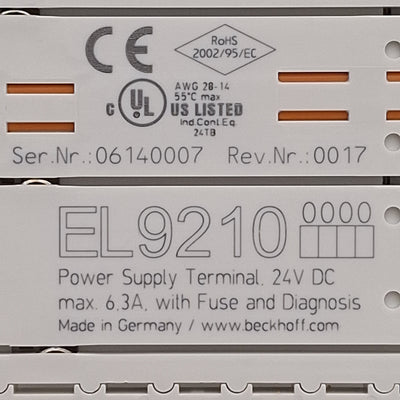 CE
RoHS
2002/95/EC
AWG 28-14
55°C max
C UL US LISTED
Ind.Cont.Eq.
24TB
Ser.Nr.:06140007 Rev.Nr.:0017
EL9210 0000
Power Supply Terminal, 24V DC
max. 6,3A, with Fuse and Diagnosis
Made in Germany / www.beckhoff.com